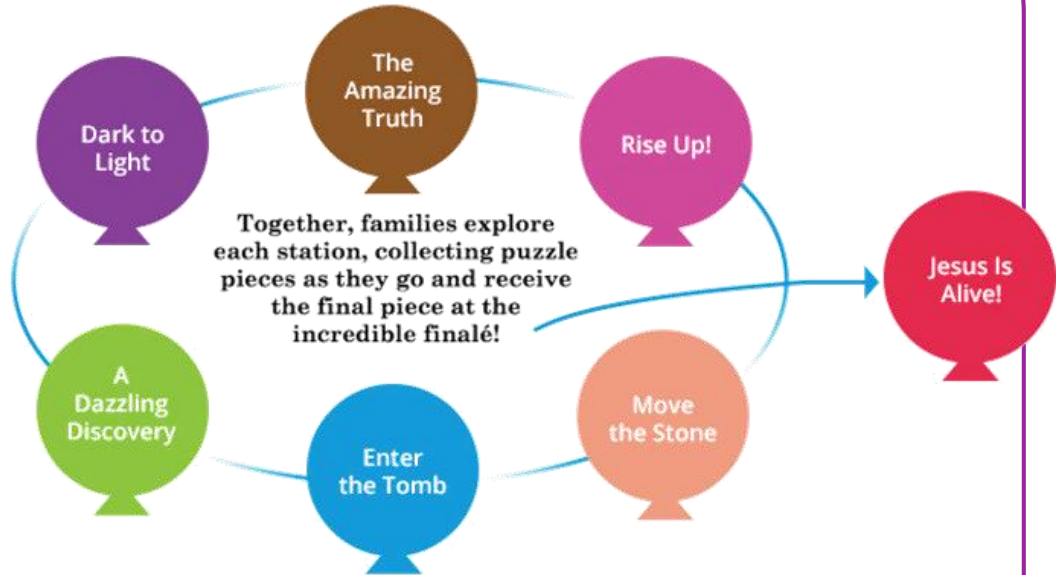 The
Amazing
Truth
Dark to
Light
Rise Up!
Together, families explore
each station, collecting puzzle
pieces as they go and receive
the final piece at the
incredible finalé!
Jesus Is
Alive!
A
Dazzling
Discovery
Move
the Stone
Enter
the Tomb